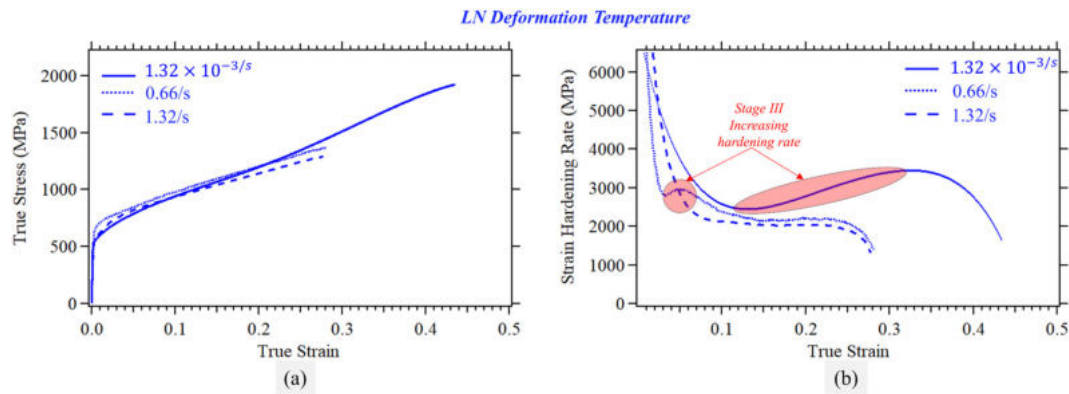 LN Deformation Temperature
True Stress (MPa)
2000
1500
1000
500
0
1.32 × 10⁻³/ˢ
0.66/s
1.32/s
0.0 0.1 0.2 0.3 0.4 0.5
True Strain
(a)
Strain Hardening Rate (MPa)
6000
5000
4000
3000
2000
1000
0
Stage III
Increasing
hardening rate
1.32 × 10⁻³/ˢ
0.66/s
1.32/s
0.1 0.2 0.3 0.4 0.5
True Strain
(b)